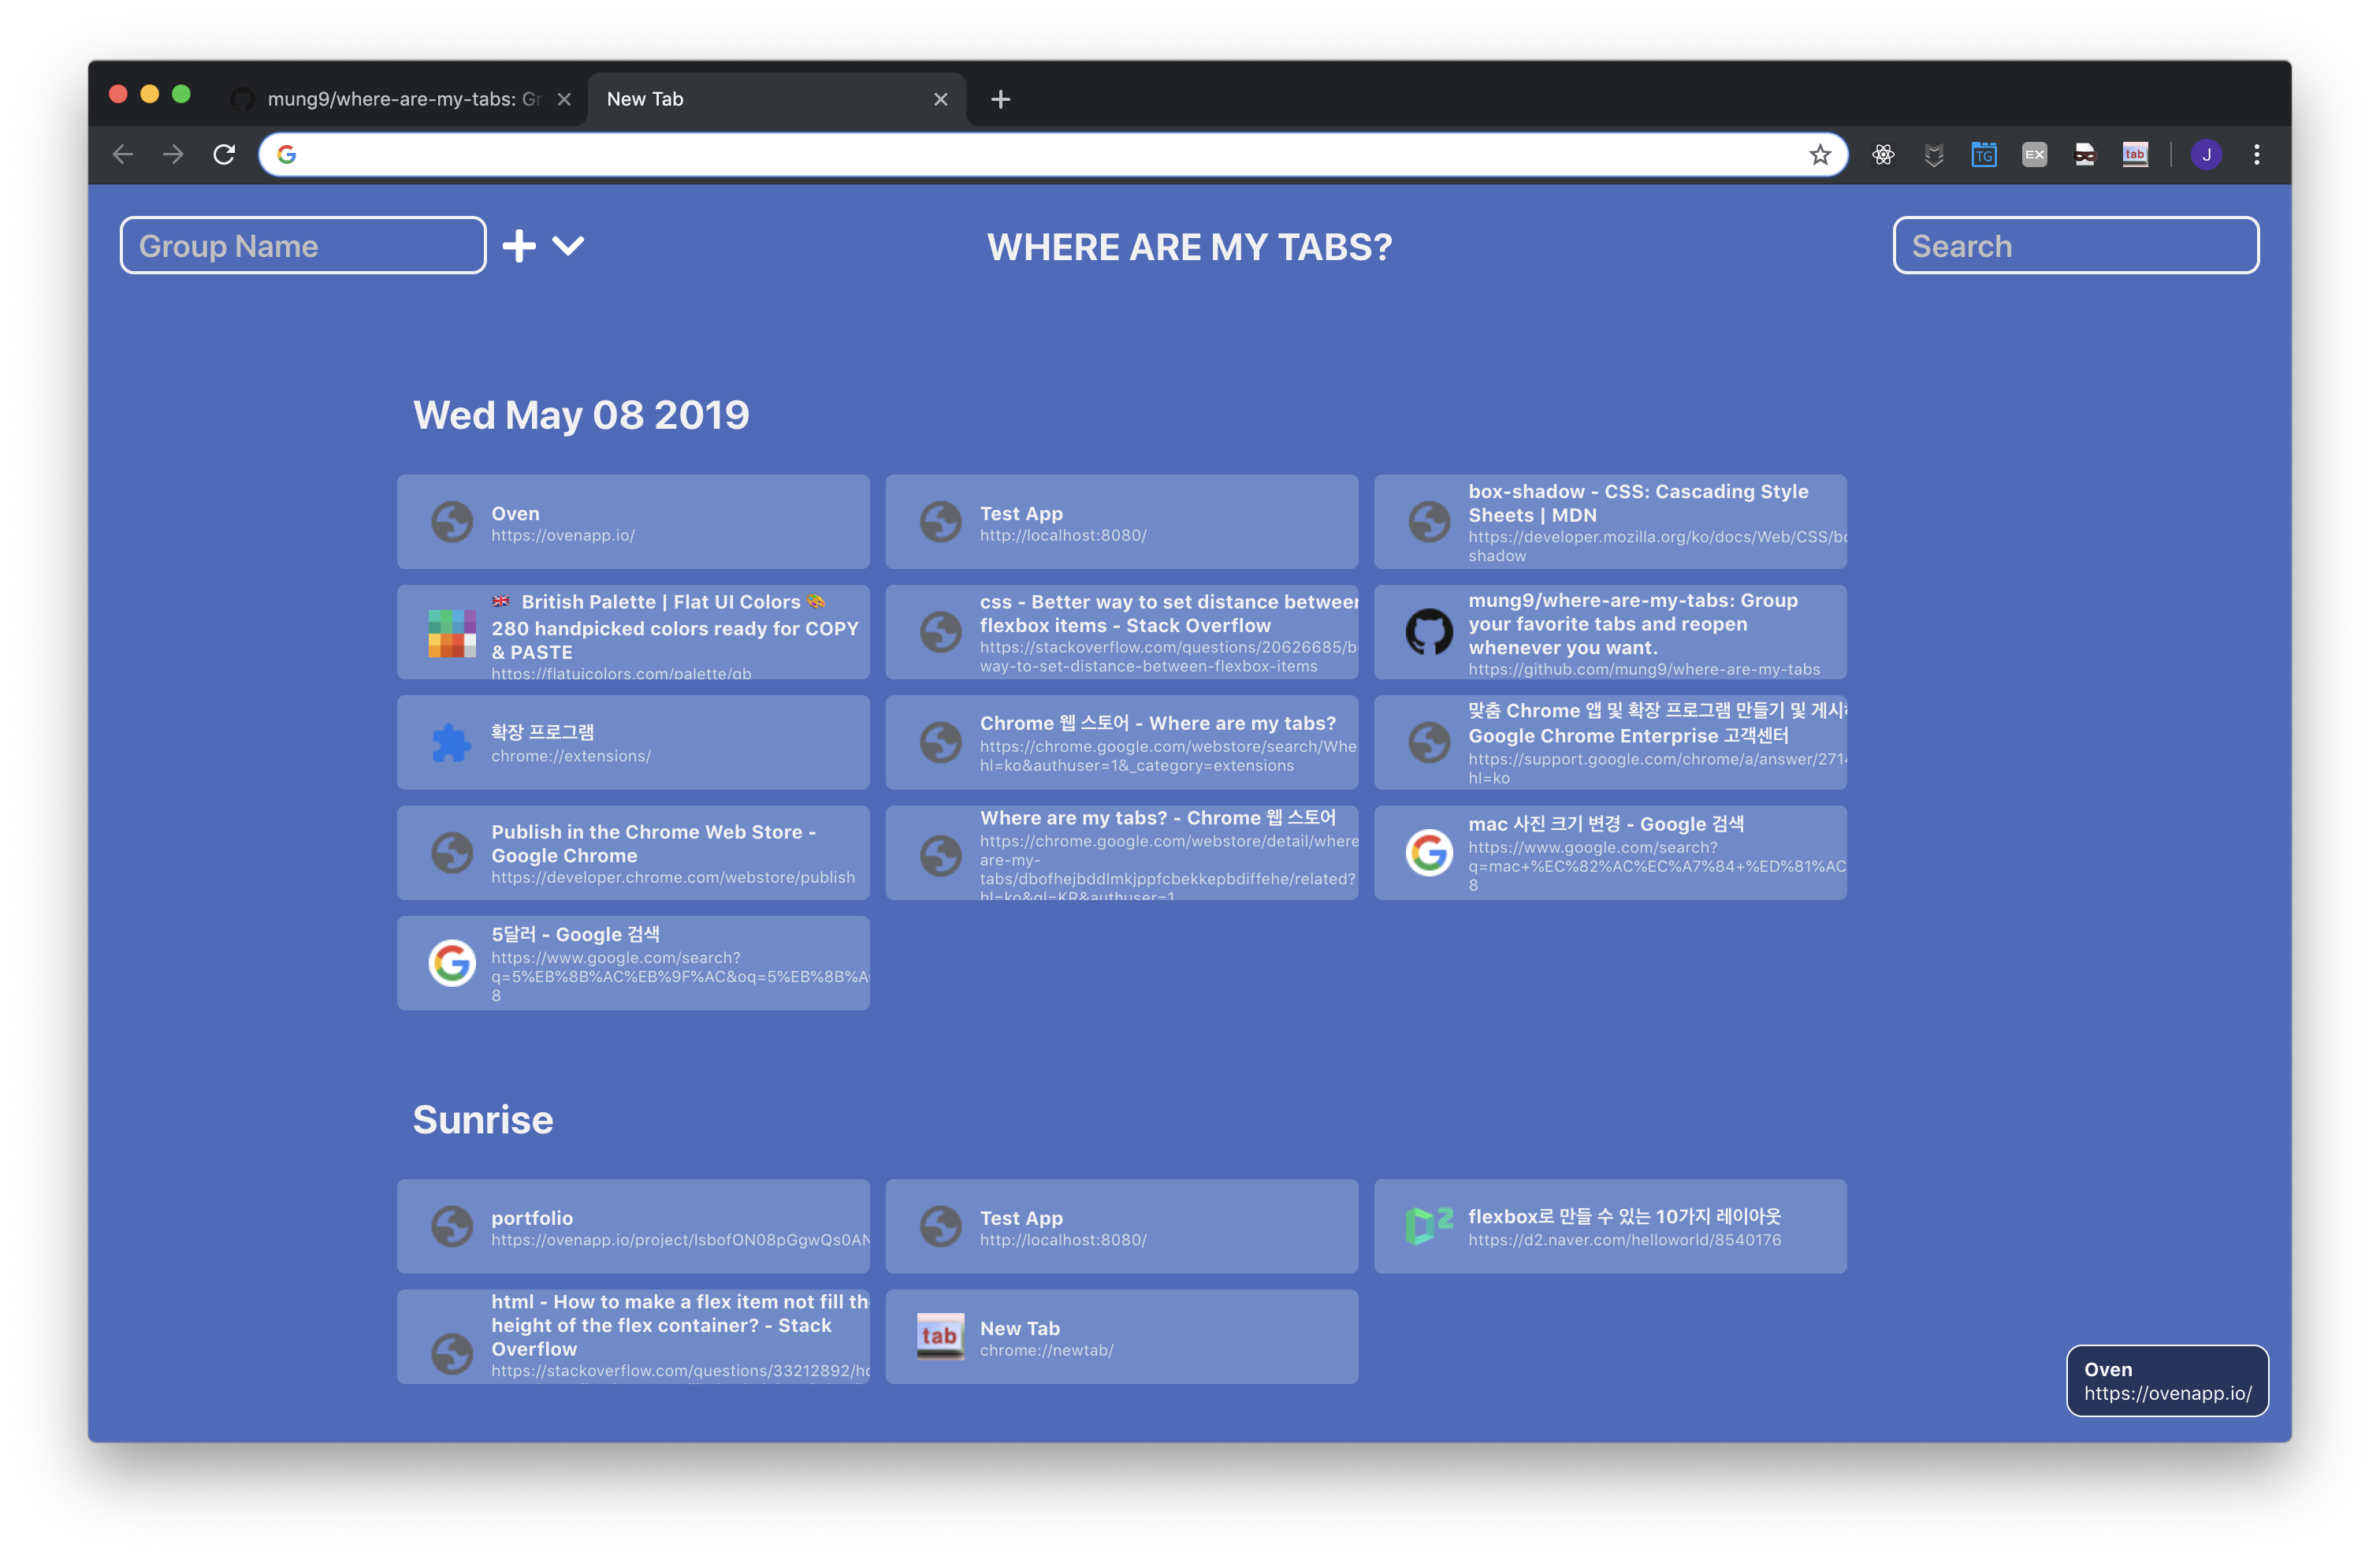 mung9/where-are-my-tabs: Gr
New Tab
TG
EX
tab
J
Group Name
WHERE ARE MY TABS?
Search
Wed May 08 2019
Oven
https://ovenapp.io/
Test App
http://localhost:8080/
box-shadow - CSS: Cascading Style
Sheets | MDN
https://developer.mozilla.org/ko/docs/Web/CSS/bo
shadow
🇬🇧 British Palette | Flat UI Colors 🎨
280 handpicked colors ready for COPY
& PASTE
https://flatuicolors.com/palette/gb
css - Better way to set distance between
flexbox items - Stack Overflow
https://stackoverflow.com/questions/20626685/be
way-to-set-distance-between-flexbox-items
mung9/where-are-my-tabs: Group
your favorite tabs and reopen
whenever you want.
https://github.com/mung9/where-are-my-tabs
확장 프로그램
chrome://extensions/
Chrome 웹 스토어 - Where are my tabs?
https://chrome.google.com/webstore/search/Whe
hl=ko&authuser=1&_category=extensions
맞춤 Chrome 앱 및 확장 프로그램 만들기 및 게시하
Google Chrome Enterprise 고객센터
https://support.google.com/chrome/a/answer/2714
hl=ko
Publish in the Chrome Web Store -
Google Chrome
https://developer.chrome.com/webstore/publish
Where are my tabs? - Chrome 웹 스토어
https://chrome.google.com/webstore/detail/where
are-my-
tabs/dbofhejbddlmkjppfcbekkepbdiffehe/related?
hl=ko&gl=KR&authuser=1
mac 사진 크기 변경 - Google 검색
https://www.google.com/search?
q=mac+%EC%82%AC%EC%A7%84+%ED%81%AC
8
5달러 - Google 검색
https://www.google.com/search?
q=5%EB%8B%AC%EB%9F%AC&oq=5%EB%8B%A
8
Sunrise
portfolio
https://ovenapp.io/project/IsbofON08pGgwQs0AN
Test App
http://localhost:8080/
flexbox로 만들 수 있는 10가지 레이아웃
https://d2.naver.com/helloworld/8540176
html - How to make a flex item not fill the
height of the flex container? - Stack
Overflow
https://stackoverflow.com/questions/33212892/ho
tab
New Tab
chrome://newtab/
Oven
https://ovenapp.io/